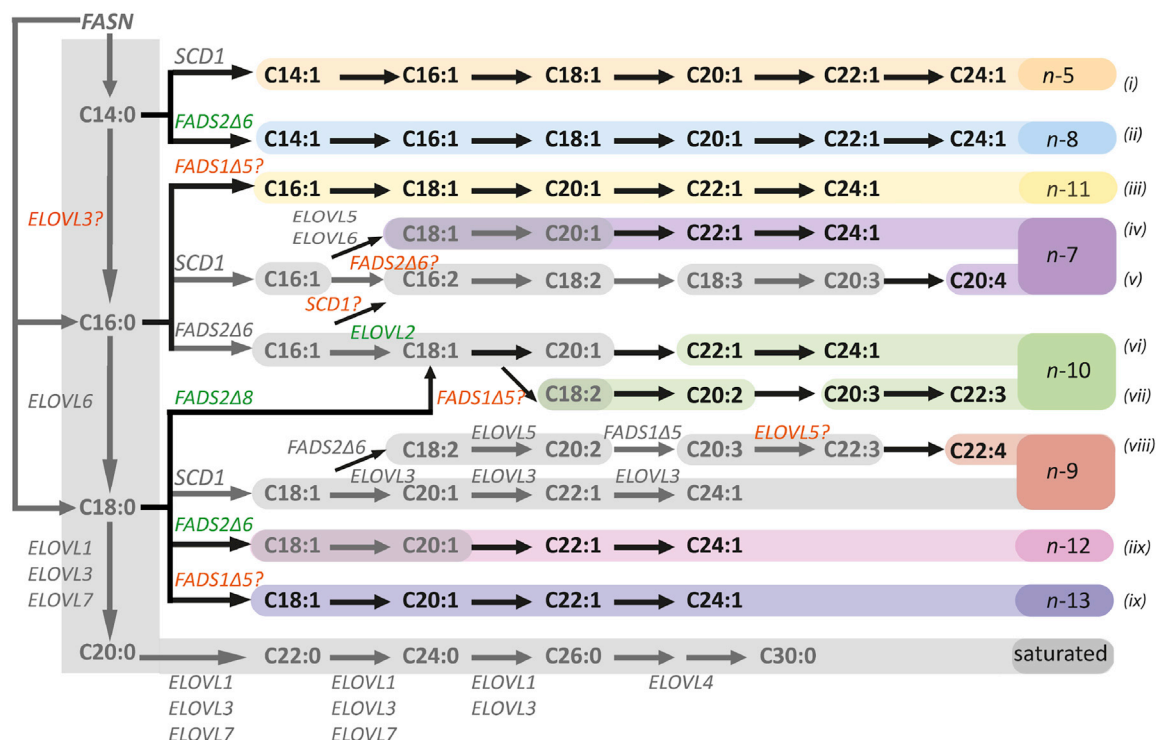 FASN
SCD1
C14:1 C16:1 C18:1 C20:1 C22:1 C24:1 n-5 (i)
C14:0
FADS2Δ6
C14:1 C16:1 C18:1 C20:1 C22:1 C24:1 n-8 (ii)
FADS1Δ5?
C16:1 C18:1 C20:1 C22:1 C24:1 n-11 (iii)
ELOVL3?
ELOVL5
ELOVL6
C18:1 C20:1 C22:1 C24:1 (iv)
n-7
SCD1
FADS2Δ6?
C16:1 C16:2 C18:2 C18:3 C20:3 C20:4 (v)
SCD1?
C16:0
FADS2Δ6
ELOVL2
C16:1 C18:1 C20:1 C22:1 C24:1 (vi)
n-10
ELOVL6
FADS2Δ8
FADS1Δ5?
C18:2 C20:2 C20:3 C22:3 (vii)
FADS2Δ6
ELOVL5 FADS1Δ5 ELOVL5?
C18:2 C20:2 C20:3 C22:3 C22:4 (viii)
n-9
SCD1
ELOVL3 ELOVL3 ELOVL3
C18:1 C20:1 C22:1 C24:1
C18:0
FADS2Δ6
C18:1 C20:1 C22:1 C24:1 n-12 (iix)
ELOVL1
ELOVL3
ELOVL7
FADS1Δ5?
C18:1 C20:1 C22:1 C24:1 n-13 (ix)
C20:0 C22:0 C24:0 C26:0 C30:0 saturated
ELOVL1 ELOVL1 ELOVL1 ELOVL4
ELOVL3 ELOVL3 ELOVL3
ELOVL7 ELOVL7